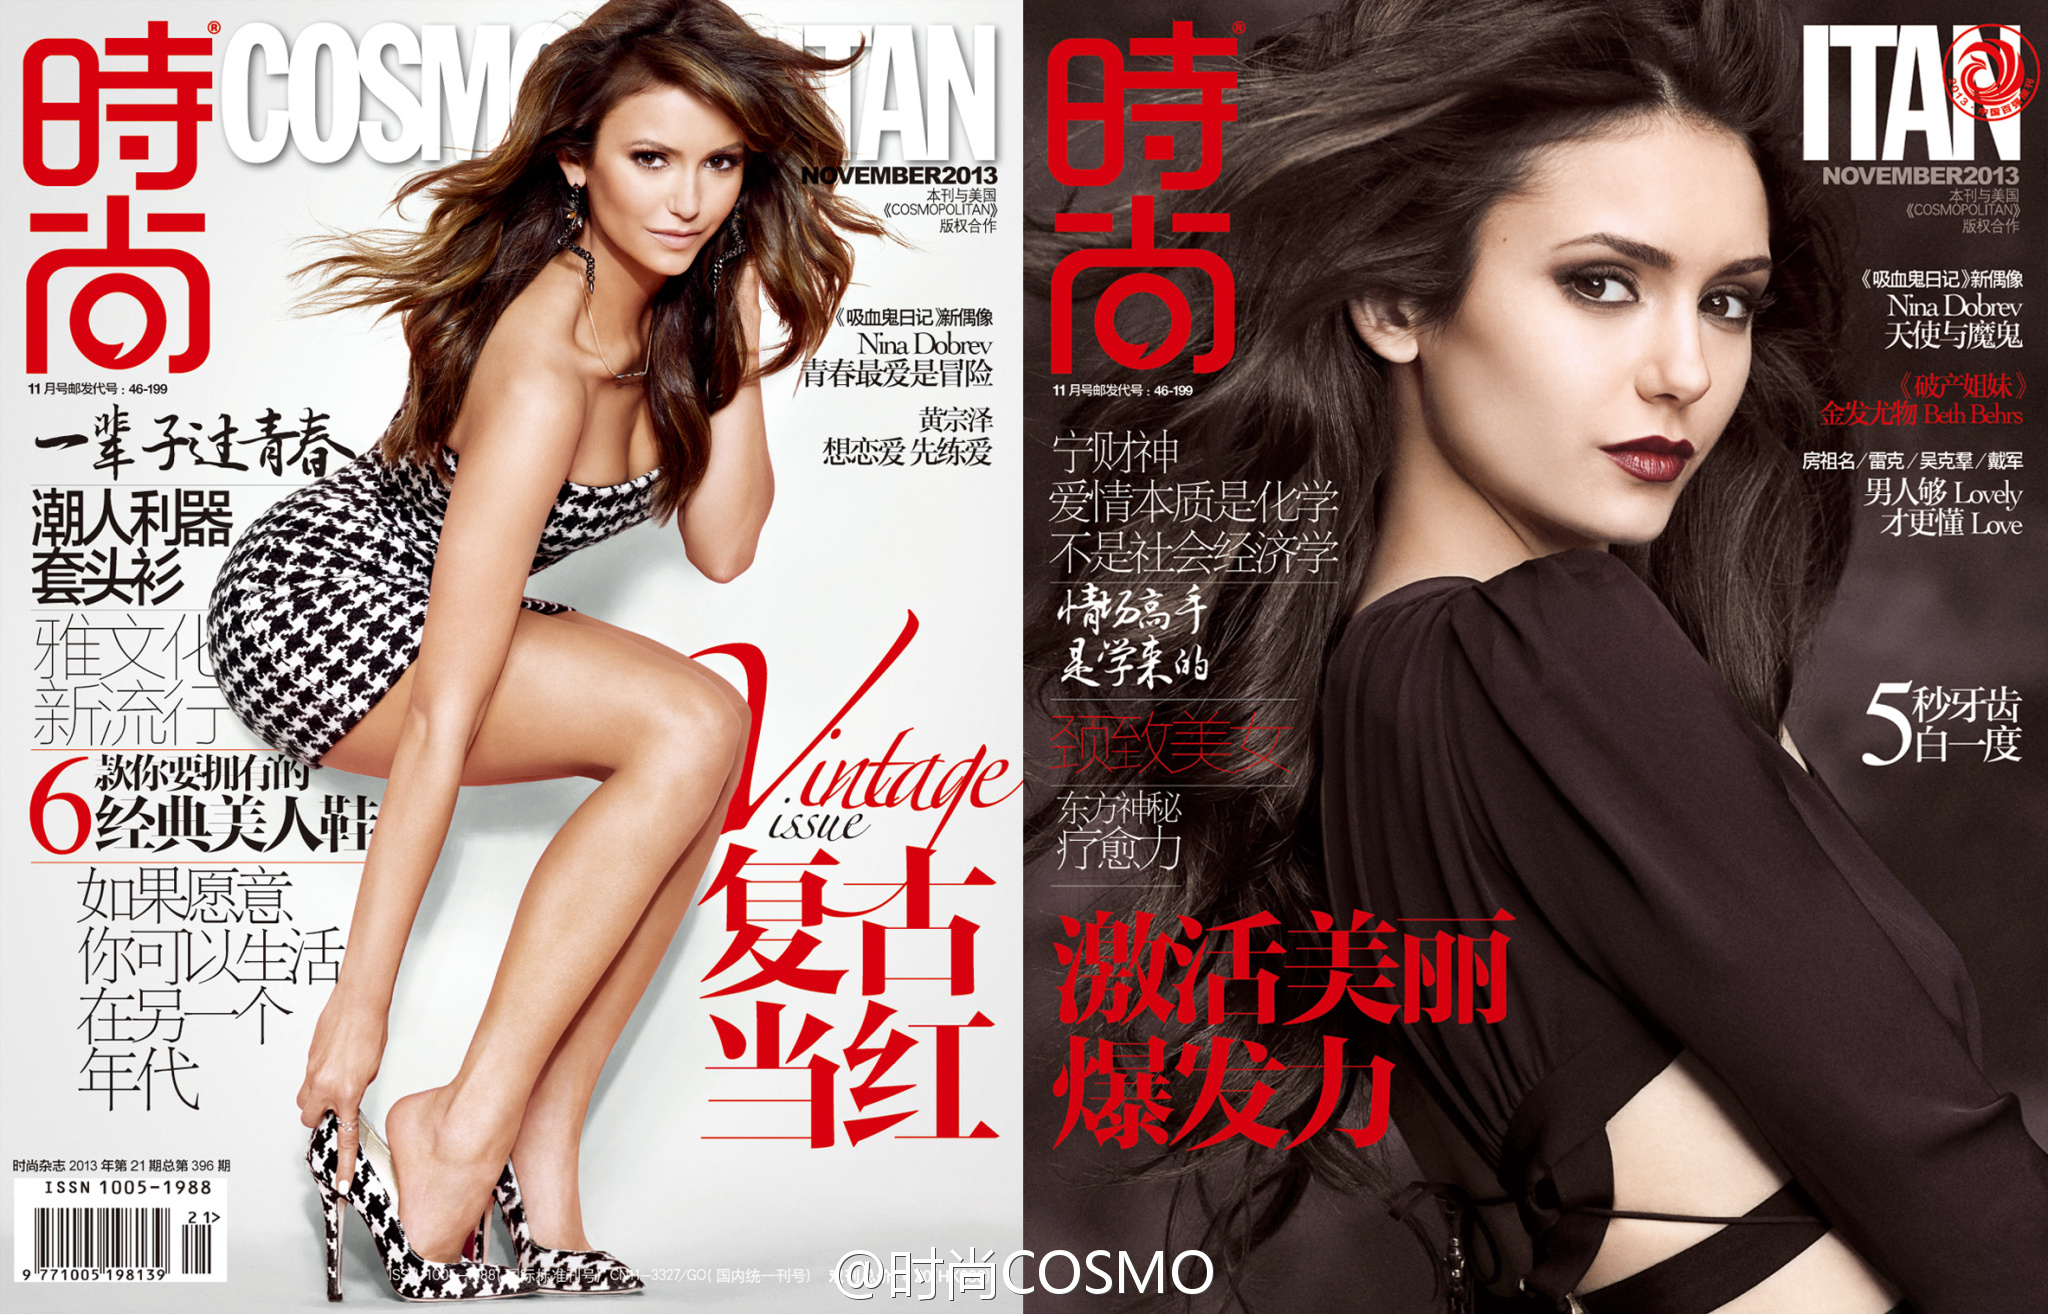 時尚
®
COSMOPOLITAN
NOVEMBER2013
本刊与美国
《COSMOPOLITAN》
版权合作
11月号邮发代号：46-199
《吸血鬼日记》新偶像
Nina Dobrev
青春最爱是冒险
黄宗泽
想恋爱 先练爱
一辈子过青春
潮人利器
套头衫
雅文化
新流行
6款你要拥有的
经典美人鞋
如果愿意
你可以生活
在另一个
年代
Vintage
issue
复古
当红
时尚杂志 2013 年第 21 期总第 396 期
ISSN 1005-1988
21>
9 771005 198139
時尚
®
ITAN
NOVEMBER2013
本刊与美国
《COSMOPOLITAN》
版权合作
11月号邮发代号：46-199
《吸血鬼日记》新偶像
Nina Dobrev
天使与魔鬼
《破产姐妹》
金发尤物 Beth Behrs
房祖名/雷克/吴克羣/戴军
男人够 Lovely
才更懂 Love
宁财神
爱情本质是化学
不是社会经济学
情场高手
是学来的
颈致美女
东方神秘
疗愈力
5秒牙齿
白一度
激活美丽
爆发力
@时尚COSMO